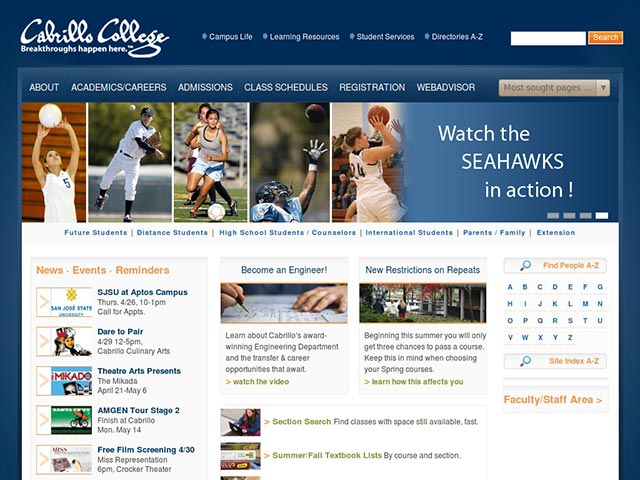 Cabrillo College
Breakthroughs happen here.™
Campus Life
Learning Resources
Student Services
Directories A-Z
Search
ABOUT
ACADEMICS/CAREERS
ADMISSIONS
CLASS SCHEDULES
REGISTRATION
WEBADVISOR
Most sought pages ...
5
24
Watch the
SEAHAWKS
in action !
Future Students | Distance Students | High School Students / Counselors | International Students | Parents / Family | Extension
News · Events · Reminders
SAN JOSÉ STATE
UNIVERSITY
SJSU at Aptos Campus
Thurs. 4/26, 10-1pm
Call for Appts.
Dare to Pair
4/29 12-5pm,
Cabrillo Culinary Arts
MIKADO
Theatre Arts Presents
The Mikada
April 21-May 6
SANTA CRUZ
AMGEN Tour Stage 2
Finish at Cabrillo
Mon. May 14
MISS
Free Film Screening 4/30
Miss Representation
6pm, Crocker Theater
Become an Engineer!
Learn about Cabrillo's award-
winning Engineering Department
and the transfer & career
opportunities that await.
> watch the video
New Restrictions on Repeats
Beginning this summer you will only
get three chances to pass a course.
Keep this in mind when choosing
your Spring courses.
> learn how this affects you
> Section Search Find classes with space still available, fast.
> Summer/Fall Textbook Lists By course and section.
Find People A-Z
A B C D E F G
H I J K L M N
O P Q R S T U
V W X Y Z
Site Index A-Z
Faculty/Staff Area >